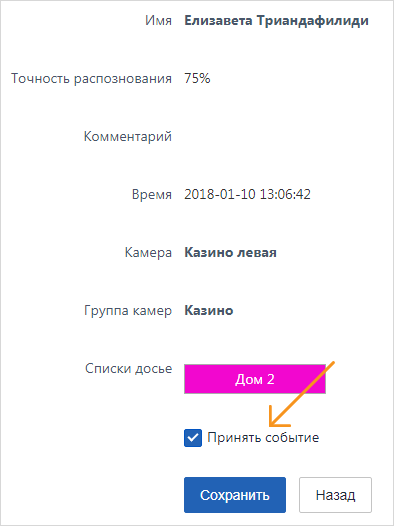 Имя Елизавета Триандафилиди
Точность распознования 75%
Комментарий
Время 2018-01-10 13:06:42
Камера Казино левая
Группа камер Казино
Списки досье Дом 2
Принять событие
Сохранить Назад